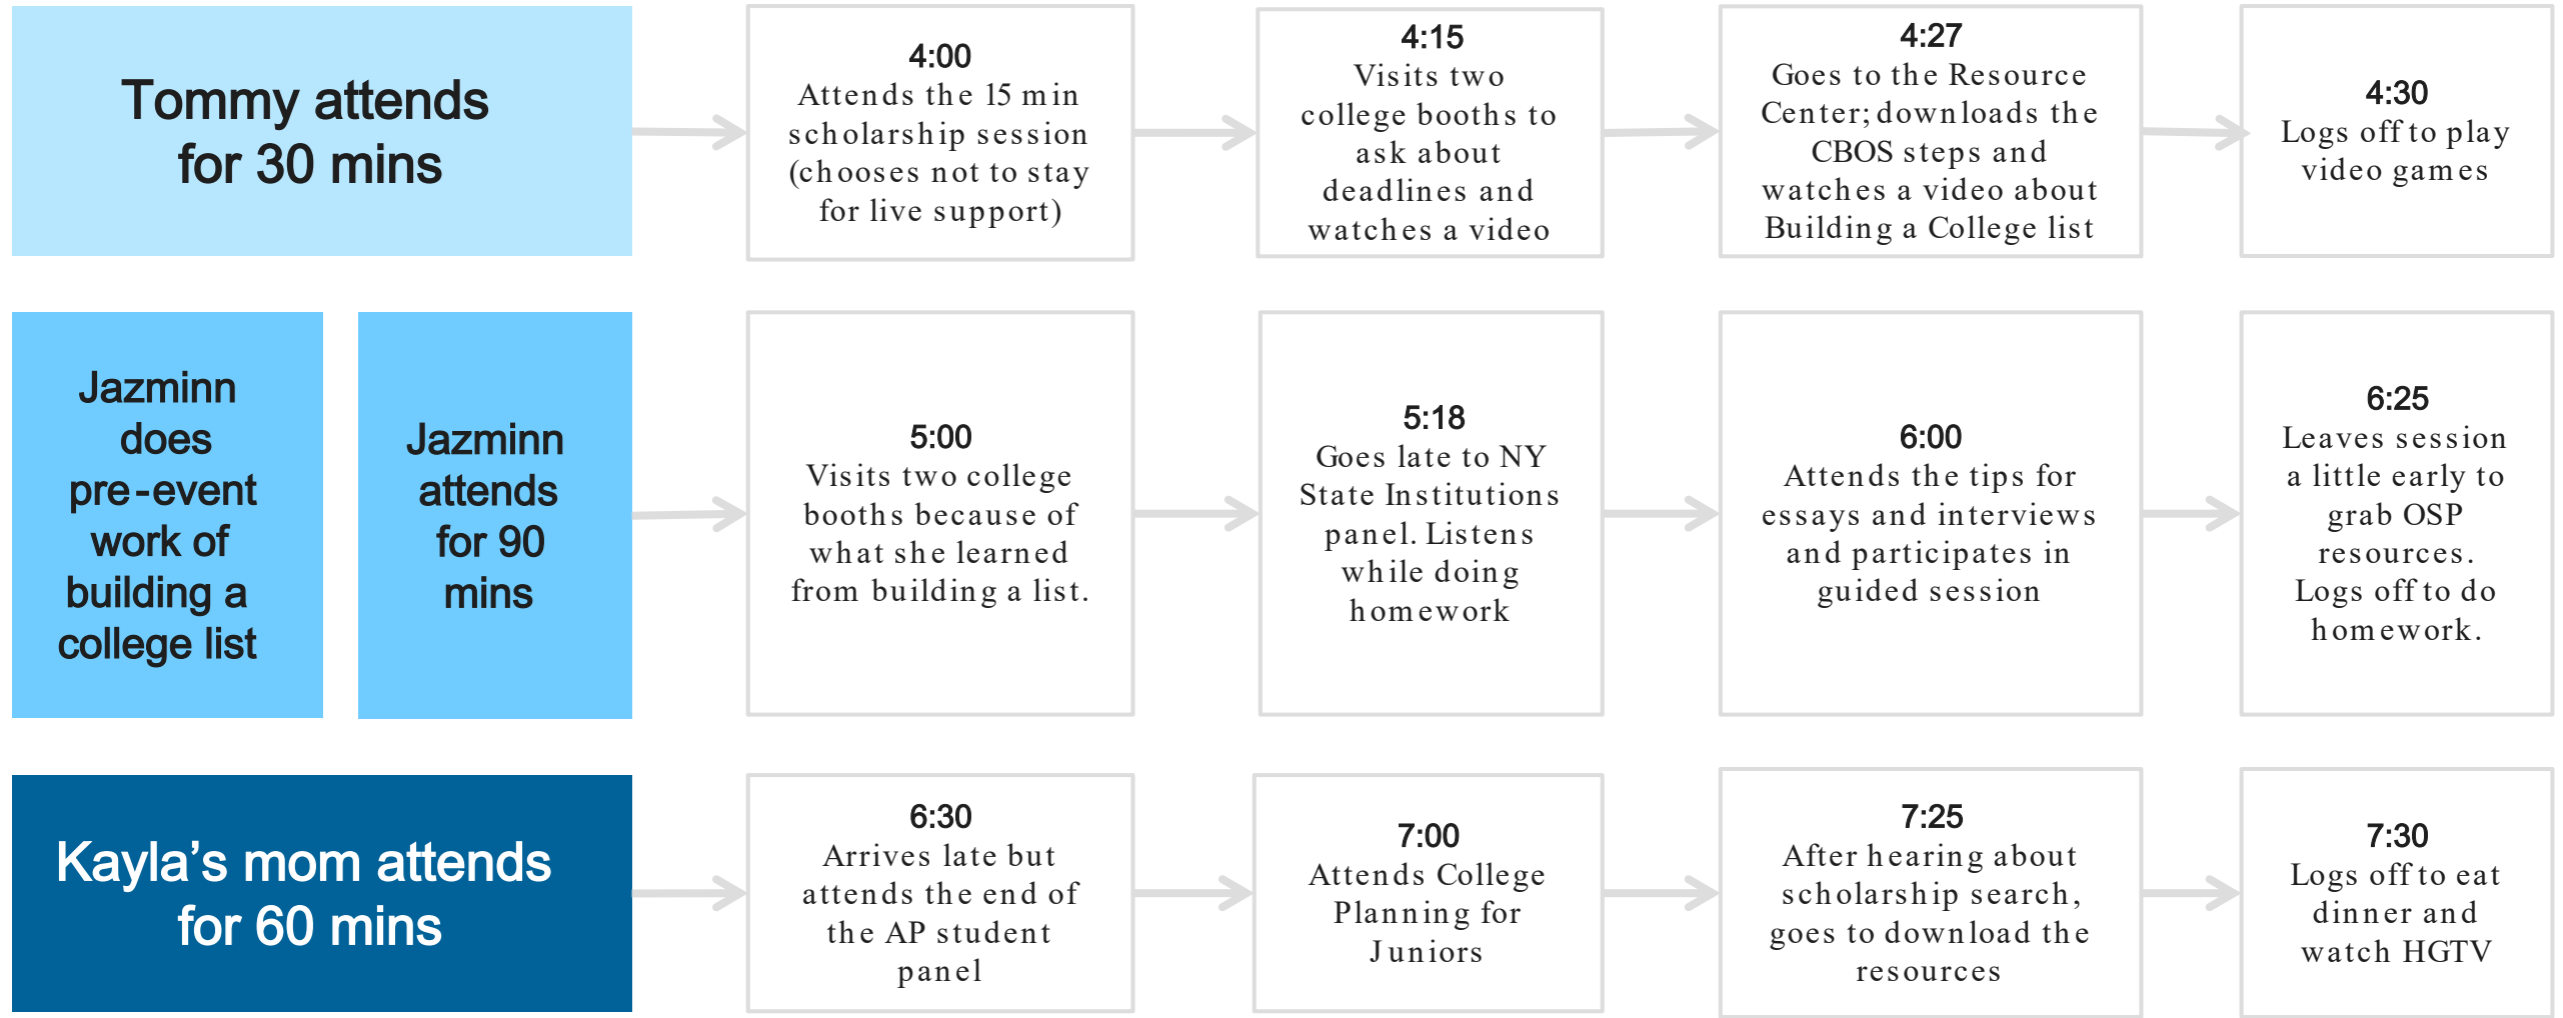 Tommy attends
for 30 mins
4:00
Attends the 15 min
scholarship session
(chooses not to stay
for live support)
4:15
Visits two
college booths to
ask about
deadlines and
watches a video
4:27
Goes to the Resource
Center; downloads the
CBOS steps and
watches a video about
Building a College list
4:30
Logs off to play
video games
Jazminn
does
pre-event
work of
building a
college list
Jazminn
attends
for 90
mins
5:00
Visits two college
booths because of
what she learned
from building a list.
5:18
Goes late to NY
State Institutions
panel. Listens
while doing
homework
6:00
Attends the tips for
essays and interviews
and participates in
guided session
6:25
Leaves session
a little early to
grab OSP
resources.
Logs off to do
homework.
Kayla’s mom attends
for 60 mins
6:30
Arrives late but
attends the end of
the AP student
panel
7:00
Attends College
Planning for
Juniors
7:25
After hearing about
scholarship search,
goes to download the
resources
7:30
Logs off to eat
dinner and
watch HGTV